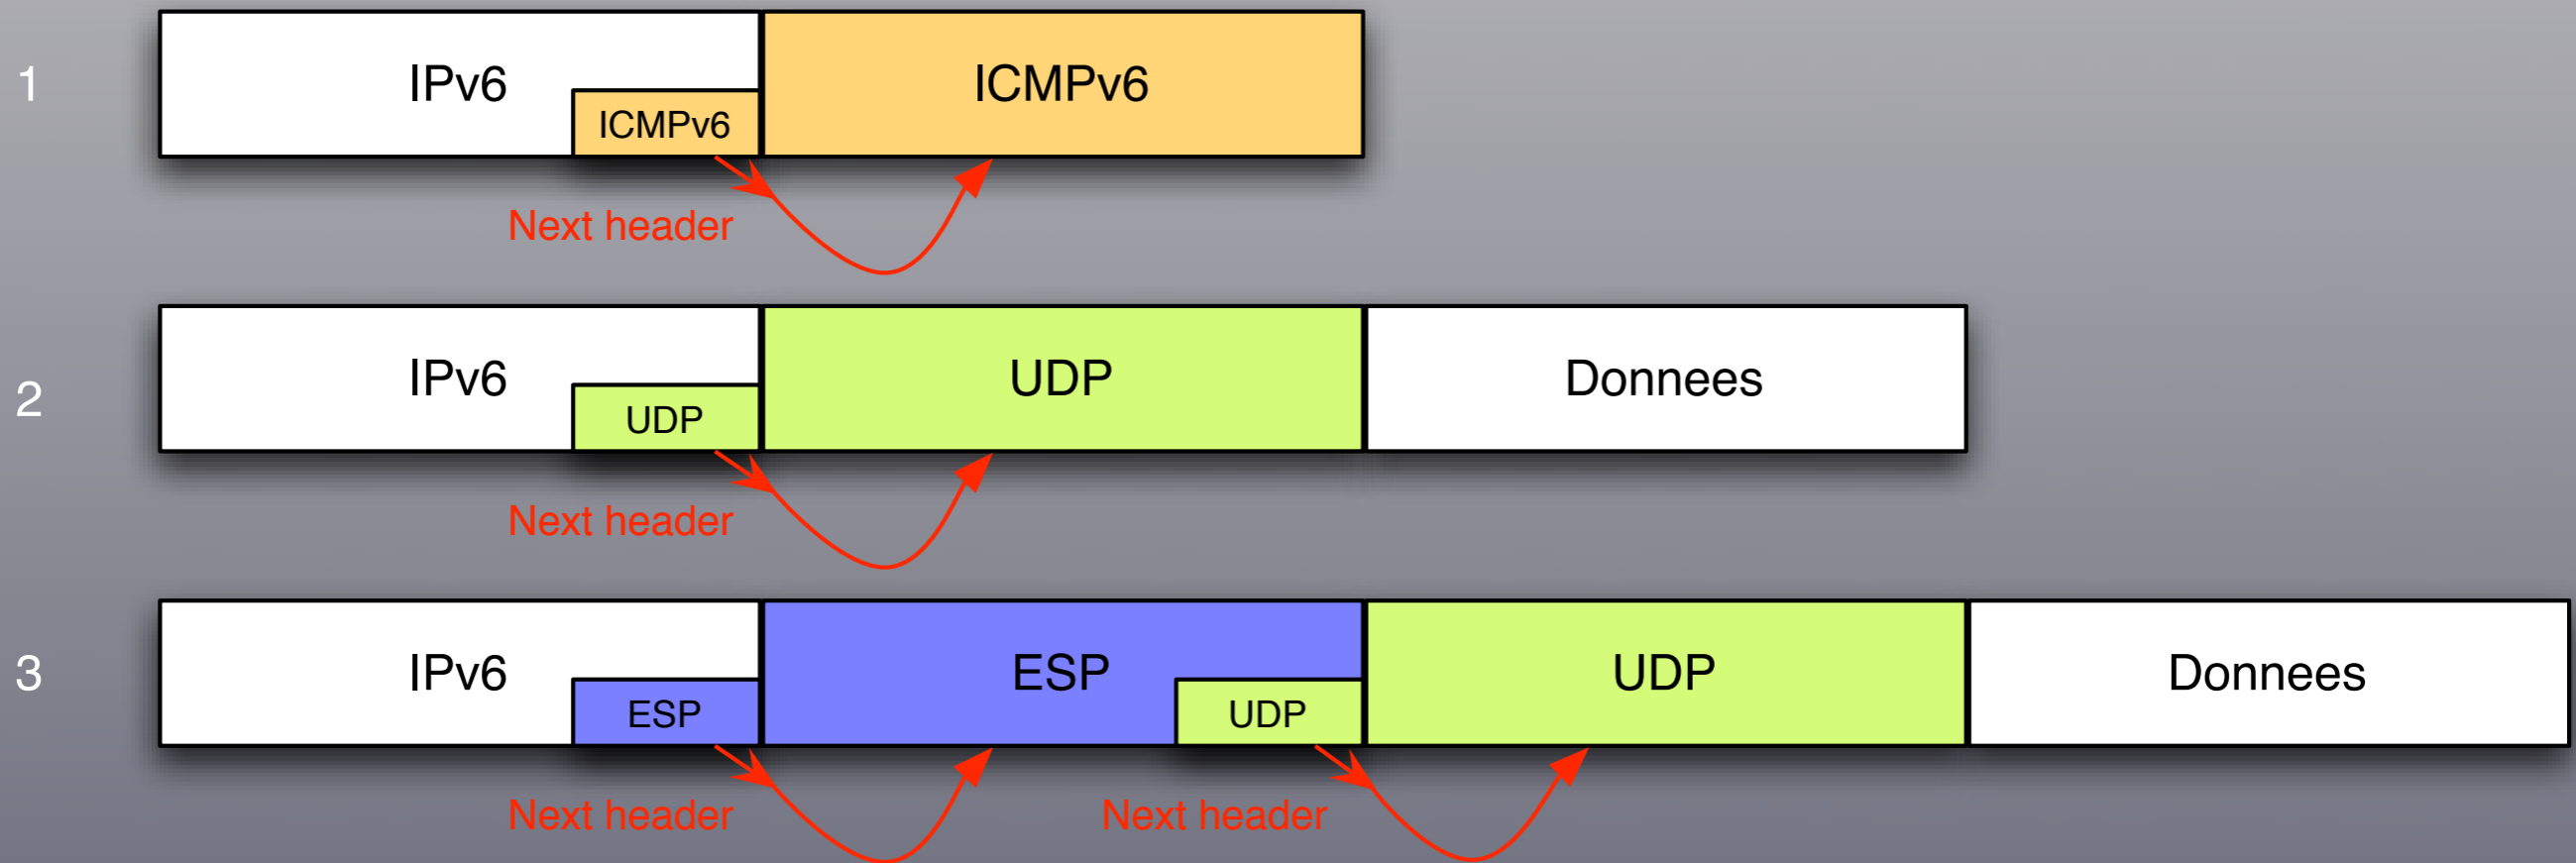 1
IPv6
ICMPv6
ICMPv6
Next header
2
IPv6
UDP
UDP
Donnees
Next header
3
IPv6
ESP
ESP
UDP
UDP
Donnees
Next header
Next header